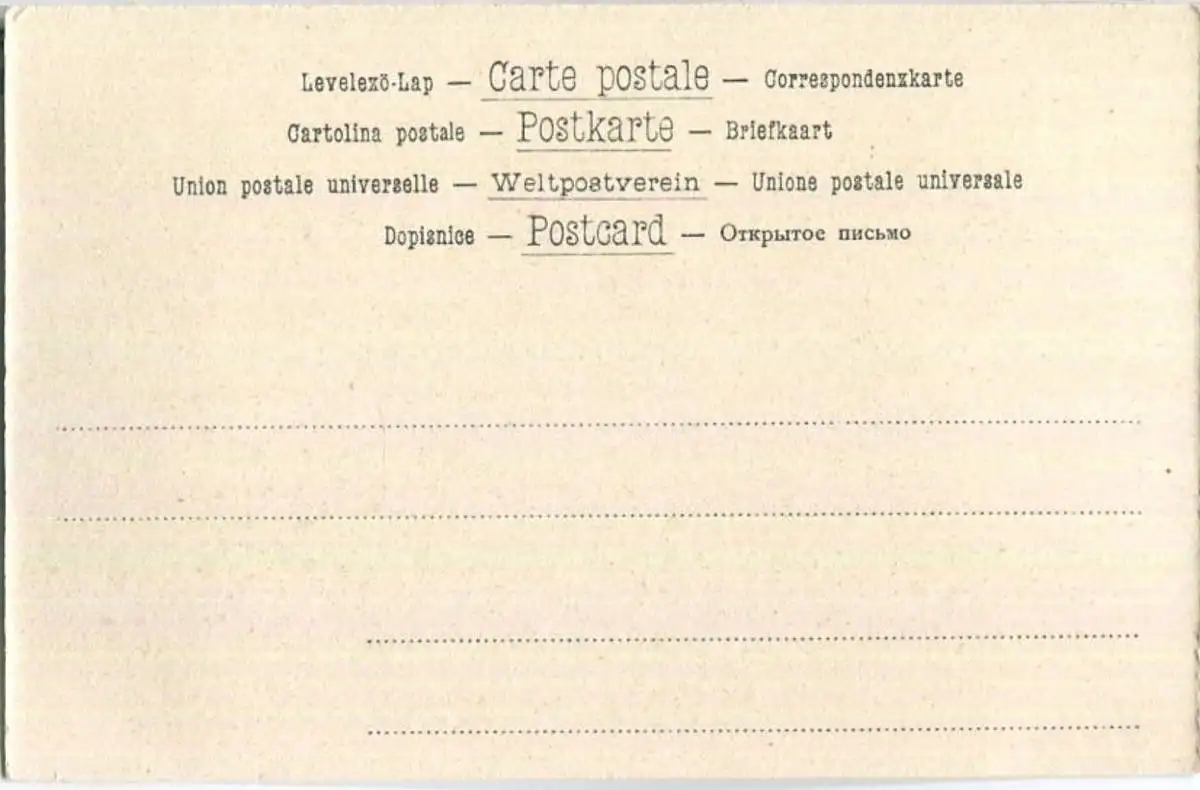 Levelezö-Lap — Carte postale — Correspondenzkarte
Cartolina postale — Postkarte — Briefkaart
Union postale universelle — Weltpostverein — Unione postale universale
Dopisnice — Postcard — Открытое письмо